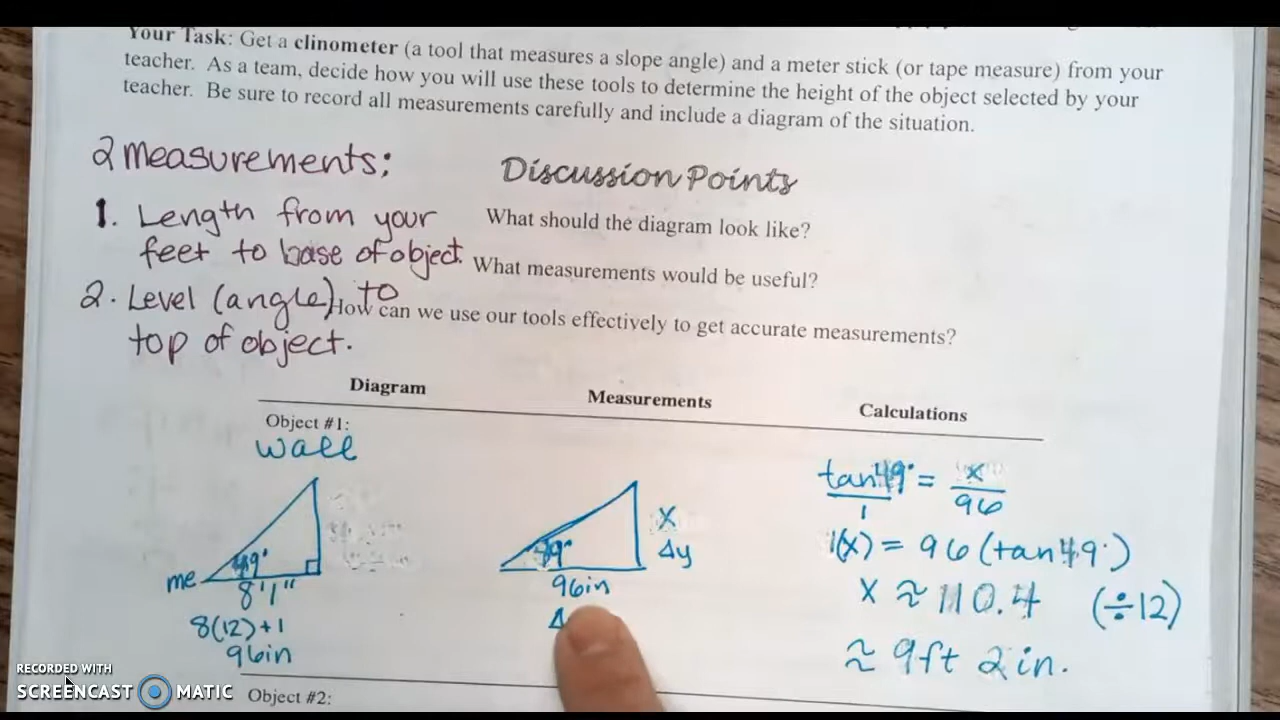 Your Task: Get a clinometer (a tool that measures a slope angle) and a meter stick (or tape measure) from your
teacher. As a team, decide how you will use these tools to determine the height of the object selected by your
teacher. Be sure to record all measurements carefully and include a diagram of the situation.
2 measurements:
Discussion Points
1. Length from your
feet to base of object.
What should the diagram look like?
What measurements would be useful?
2. Level (angle) to
top of object.
How can we use our tools effectively to get accurate measurements?
Diagram
Measurements
Calculations
Object #1:
wall
49°
me
8'1"
8(12)+1
96in
49°
x
Δy
96in
tan49° = x
1 96
1(x) = 96(tan49°)
x ≈ 110.4 (÷12)
≈ 9ft 2in.
Object #2:
RECORDED WITH
SCREENCAST MATIC